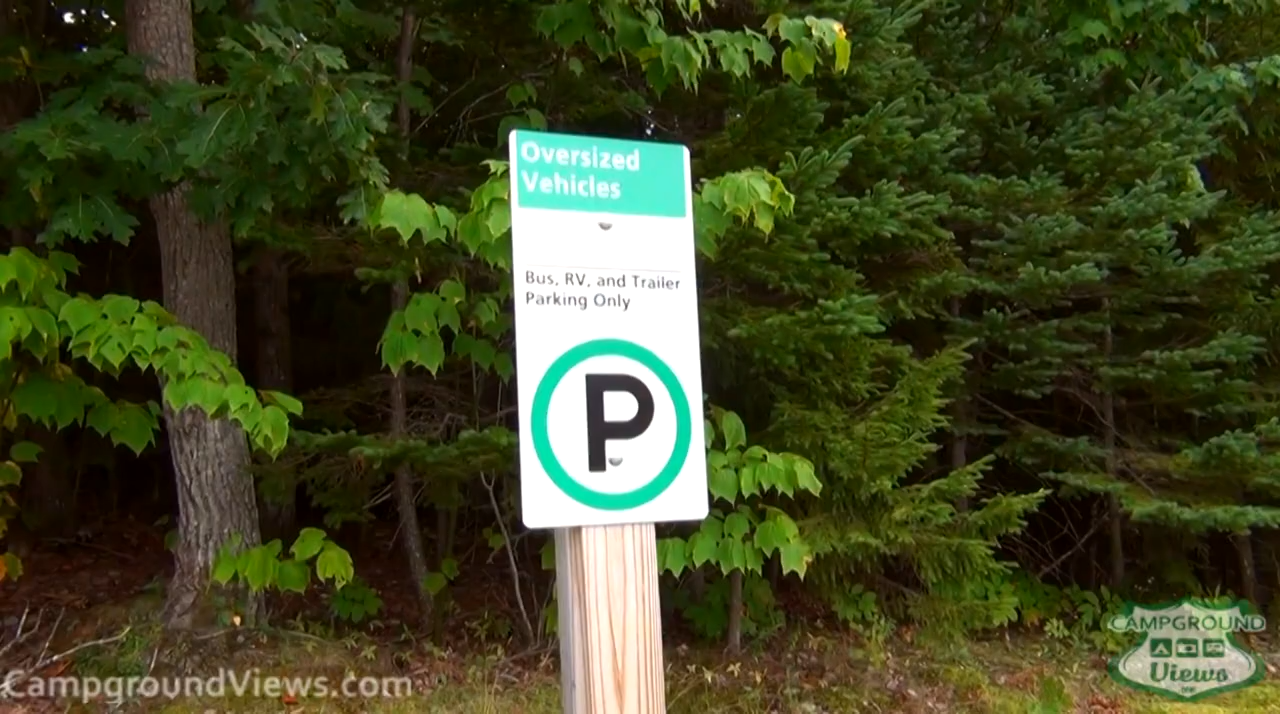 Oversized
Vehicles
Bus, RV, and Trailer
Parking Only
P
CampgroundViews.com
CAMPGROUND
Views